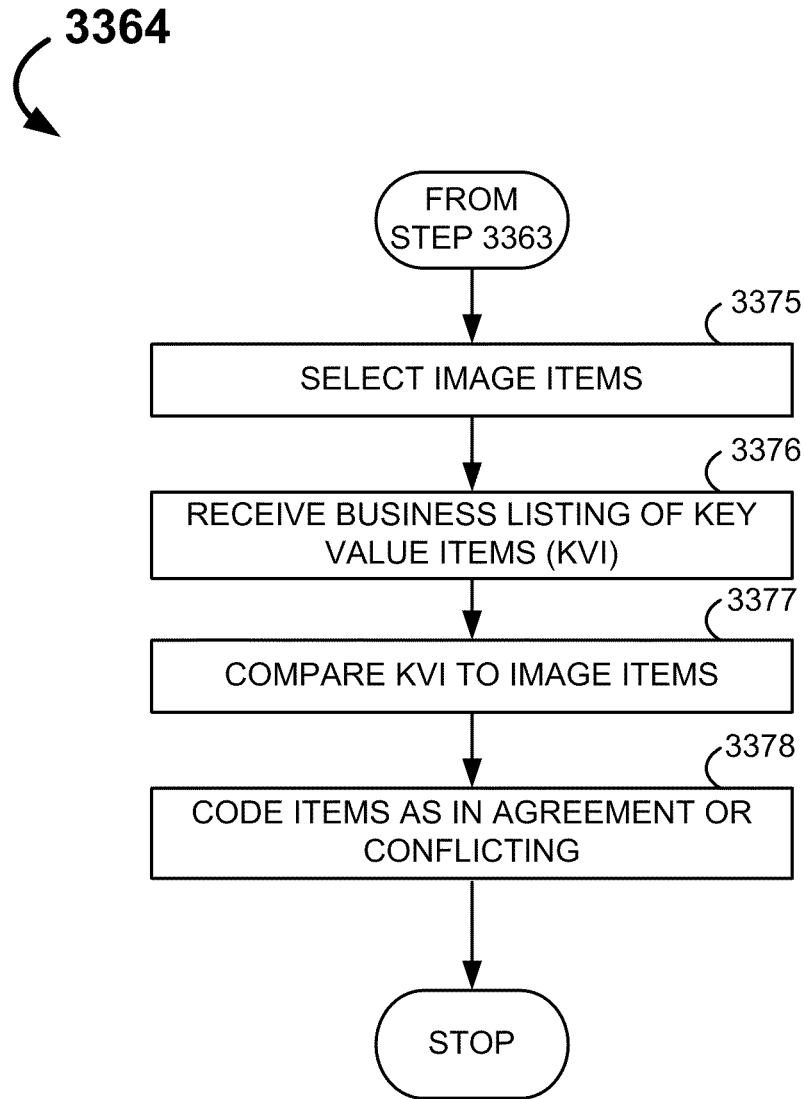 3364
FROM
STEP 3363
3375
SELECT IMAGE ITEMS
3376
RECEIVE BUSINESS LISTING OF KEY
VALUE ITEMS (KVI)
3377
COMPARE KVI TO IMAGE ITEMS
3378
CODE ITEMS AS IN AGREEMENT OR
CONFLICTING
STOP